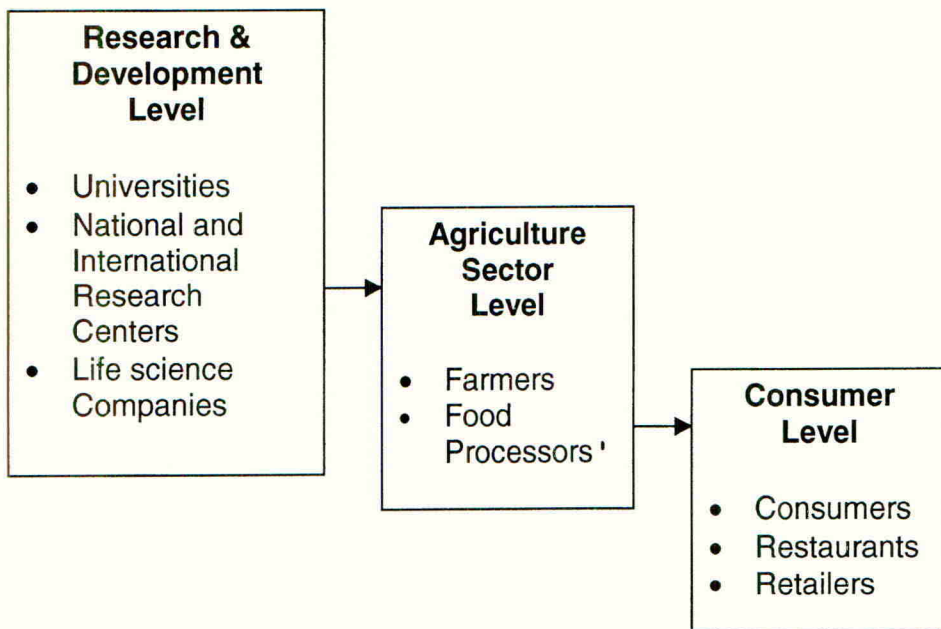 Research &
Development
Level
• Universities
• National and
International
Research
Centers
• Life science
Companies
Agriculture
Sector
Level
• Farmers
• Food
Processors '
Consumer
Level
• Consumers
• Restaurants
• Retailers